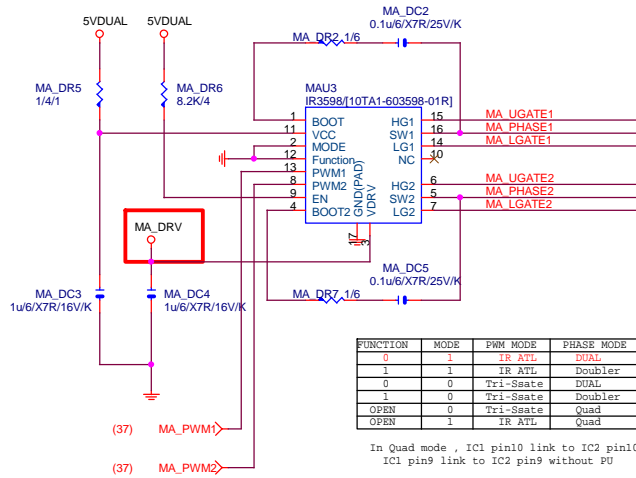 5VDUAL
5VDUAL
MA_DC2
0.1u/6/X7R/25V/K
MA_DR2 1/6
MA_DR5
1/4/1
MA_DR6
8.2K/4
MAU3
IR3598/[10TA1-603598-01R]
1 BOOT HG1 15 MA_UGATE1
11 VCC SW1 16 MA_PHASE1
2 MODE LG1 14 MA_LGATE1
12 Function NC 10
13 PWM1
8 PWM2 HG2 6 MA_UGATE2
9 EN SW2 5 MA_PHASE2
4 BOOT2 LG2 7 MA_LGATE2
GND(PAD) VDRV
17 3
MA_DRV
MA_DC5
0.1u/6/X7R/25V/K
MA_DR7 1/6
MA_DC3
1u/6/X7R/16V/K
MA_DC4
1u/6/X7R/16V/K
FUNCTION MODE PWM MODE PHASE MODE
0 1 IR ATL DUAL
1 1 IR ATL Doubler
0 0 Tri-Ssate DUAL
1 0 Tri-Ssate Doubler
OPEN 0 Tri-Ssate Quad
OPEN 1 IR ATL Quad
In Quad mode , IC1 pin10 link to IC2 pin10
IC1 pin9 link to IC2 pin9 without PU
(37) MA_PWM1
(37) MA_PWM2